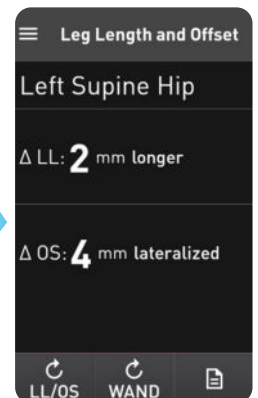 Leg Length and Offset
Left Supine Hip
Δ LL: 2 mm longer
Δ OS: 4 mm lateralized
LL/OS WAND